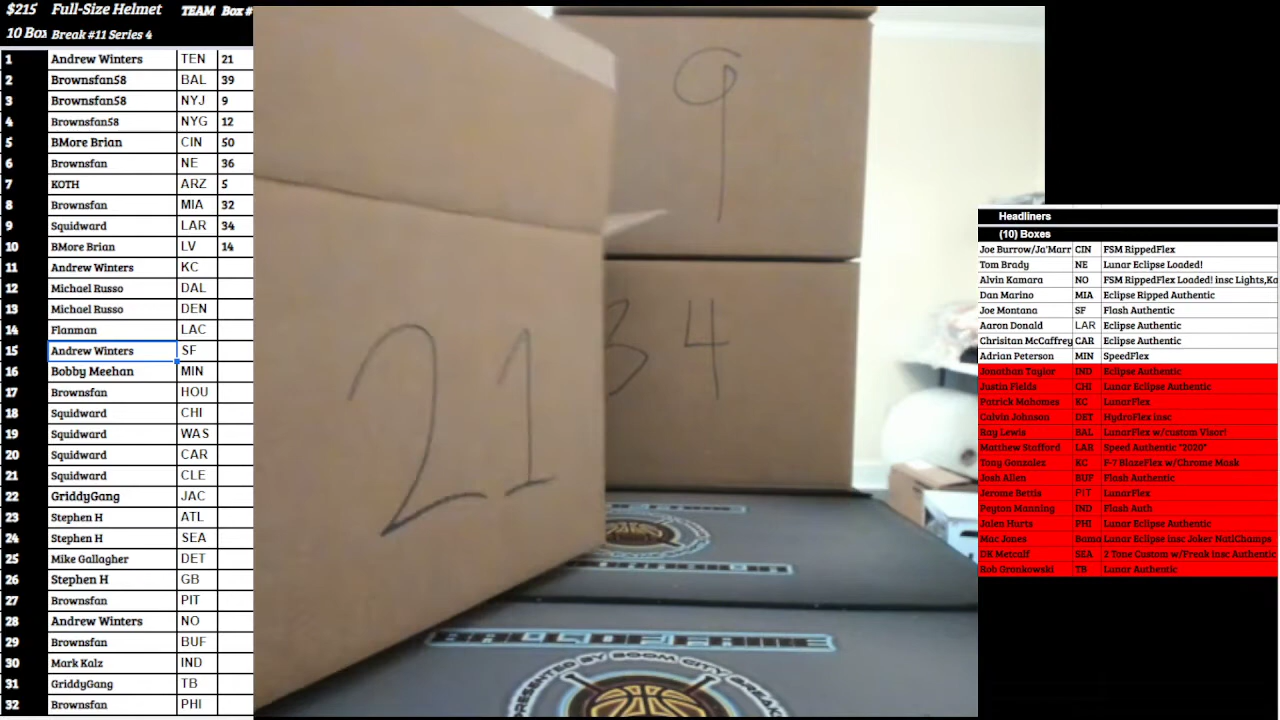 $215 Full-Size Helmet TEAM Box #
10 Box Break #11 Series 4
1 Andrew Winters TEN 21
2 Brownsfan58 BAL 39
3 Brownsfan58 NYJ 9
4 Brownsfan58 NYG 12
5 BMore Brian CIN 50
6 Brownsfan NE 36
7 KOTH ARZ 5
8 Brownsfan MIA 32
9 Squidward LAR 34
10 BMore Brian LV 14
11 Andrew Winters KC
12 Michael Russo DAL
13 Michael Russo DEN
14 Flanman LAC
15 Andrew Winters SF
16 Bobby Meehan MIN
17 Brownsfan HOU
18 Squidward CHI
19 Squidward WAS
20 Squidward CAR
21 Squidward CLE
22 GriddyGang JAC
23 Stephen H ATL
24 Stephen H SEA
25 Mike Gallagher DET
26 Stephen H GB
27 Brownsfan PIT
28 Andrew Winters NO
29 Brownsfan BUF
30 Mark Kalz IND
31 GriddyGang TB
32 Brownsfan PHI
9
34
21
BALL OF FAME
PRESENTED BY BOOM CITY BREAKS
Headliners
(10) Boxes
Joe Burrow/Ja'Marr CIN FSM RippedFlex
Tom Brady NE Lunar Eclipse Loaded!
Alvin Kamara NO FSM RippedFlex Loaded! insc Lights,Ka
Dan Marino MIA Eclipse Ripped Authentic
Joe Montana SF Flash Authentic
Aaron Donald LAR Eclipse Authentic
Chrisitan McCaffrey CAR Eclipse Authentic
Adrian Peterson MIN SpeedFlex
Jonathan Taylor IND Eclipse Authentic
Justin Fields CHI Lunar Eclipse Authentic
Patrick Mahomes KC LunarFlex
Calvin Johnson DET HydroFlex insc
Ray Lewis BAL LunarFlex w/custom Visor!
Matthew Stafford LAR Speed Authentic "2020"
Tony Gonzalez KC F-7 BlazeFlex w/Chrome Mask
Josh Allen BUF Flash Authentic
Jerome Bettis PIT LunarFlex
Peyton Manning IND Flash Auth
Jalen Hurts PHI Lunar Eclipse Authentic
Mac Jones Bama Lunar Eclipse insc Joker NatlChamps
DK Metcalf SEA 2 Tone Custom w/Freak insc Authentic
Rob Gronkowski TB Lunar Authentic